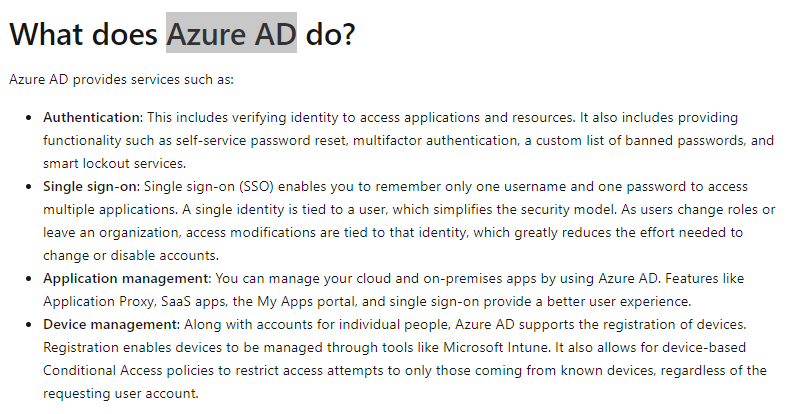 What does Azure AD do?
Azure AD provides services such as:
• Authentication: This includes verifying identity to access applications and resources. It also includes providing
functionality such as self-service password reset, multifactor authentication, a custom list of banned passwords, and
smart lockout services.
• Single sign-on: Single sign-on (SSO) enables you to remember only one username and one password to access
multiple applications. A single identity is tied to a user, which simplifies the security model. As users change roles or
leave an organization, access modifications are tied to that identity, which greatly reduces the effort needed to
change or disable accounts.
• Application management: You can manage your cloud and on-premises apps by using Azure AD. Features like
Application Proxy, SaaS apps, the My Apps portal, and single sign-on provide a better user experience.
• Device management: Along with accounts for individual people, Azure AD supports the registration of devices.
Registration enables devices to be managed through tools like Microsoft Intune. It also allows for device-based
Conditional Access policies to restrict access attempts to only those coming from known devices, regardless of the
requesting user account.